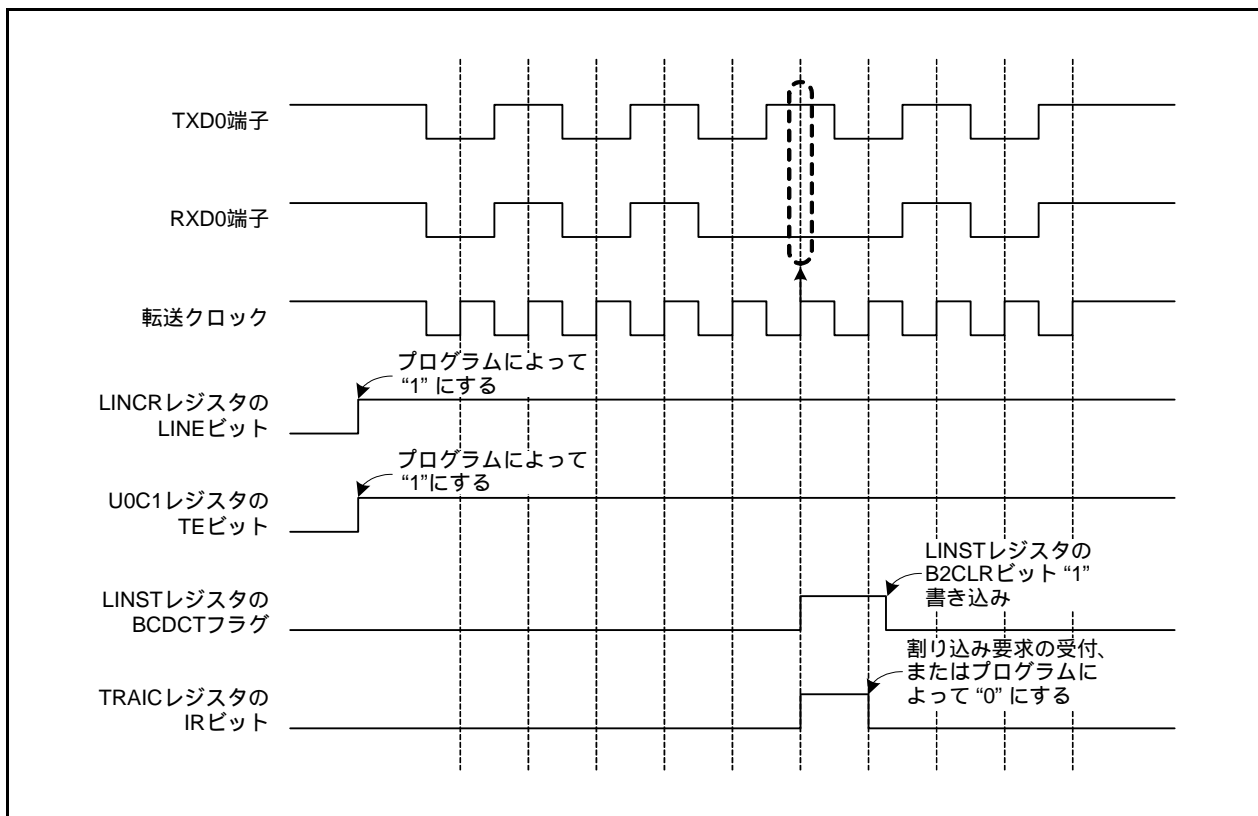 TXD0端子
RXD0端子
転送クロック
プログラムによって
“1” にする
LINCRレジスタの
LINEビット
プログラムによって
“1”にする
U0C1レジスタの
TEビット
LINSTレジスタの
B2CLRビット “1”
書き込み
LINSTレジスタの
BCDCTフラグ
割り込み要求の受付、
またはプログラムに
よって “0” にする
TRAICレジスタの
IRビット